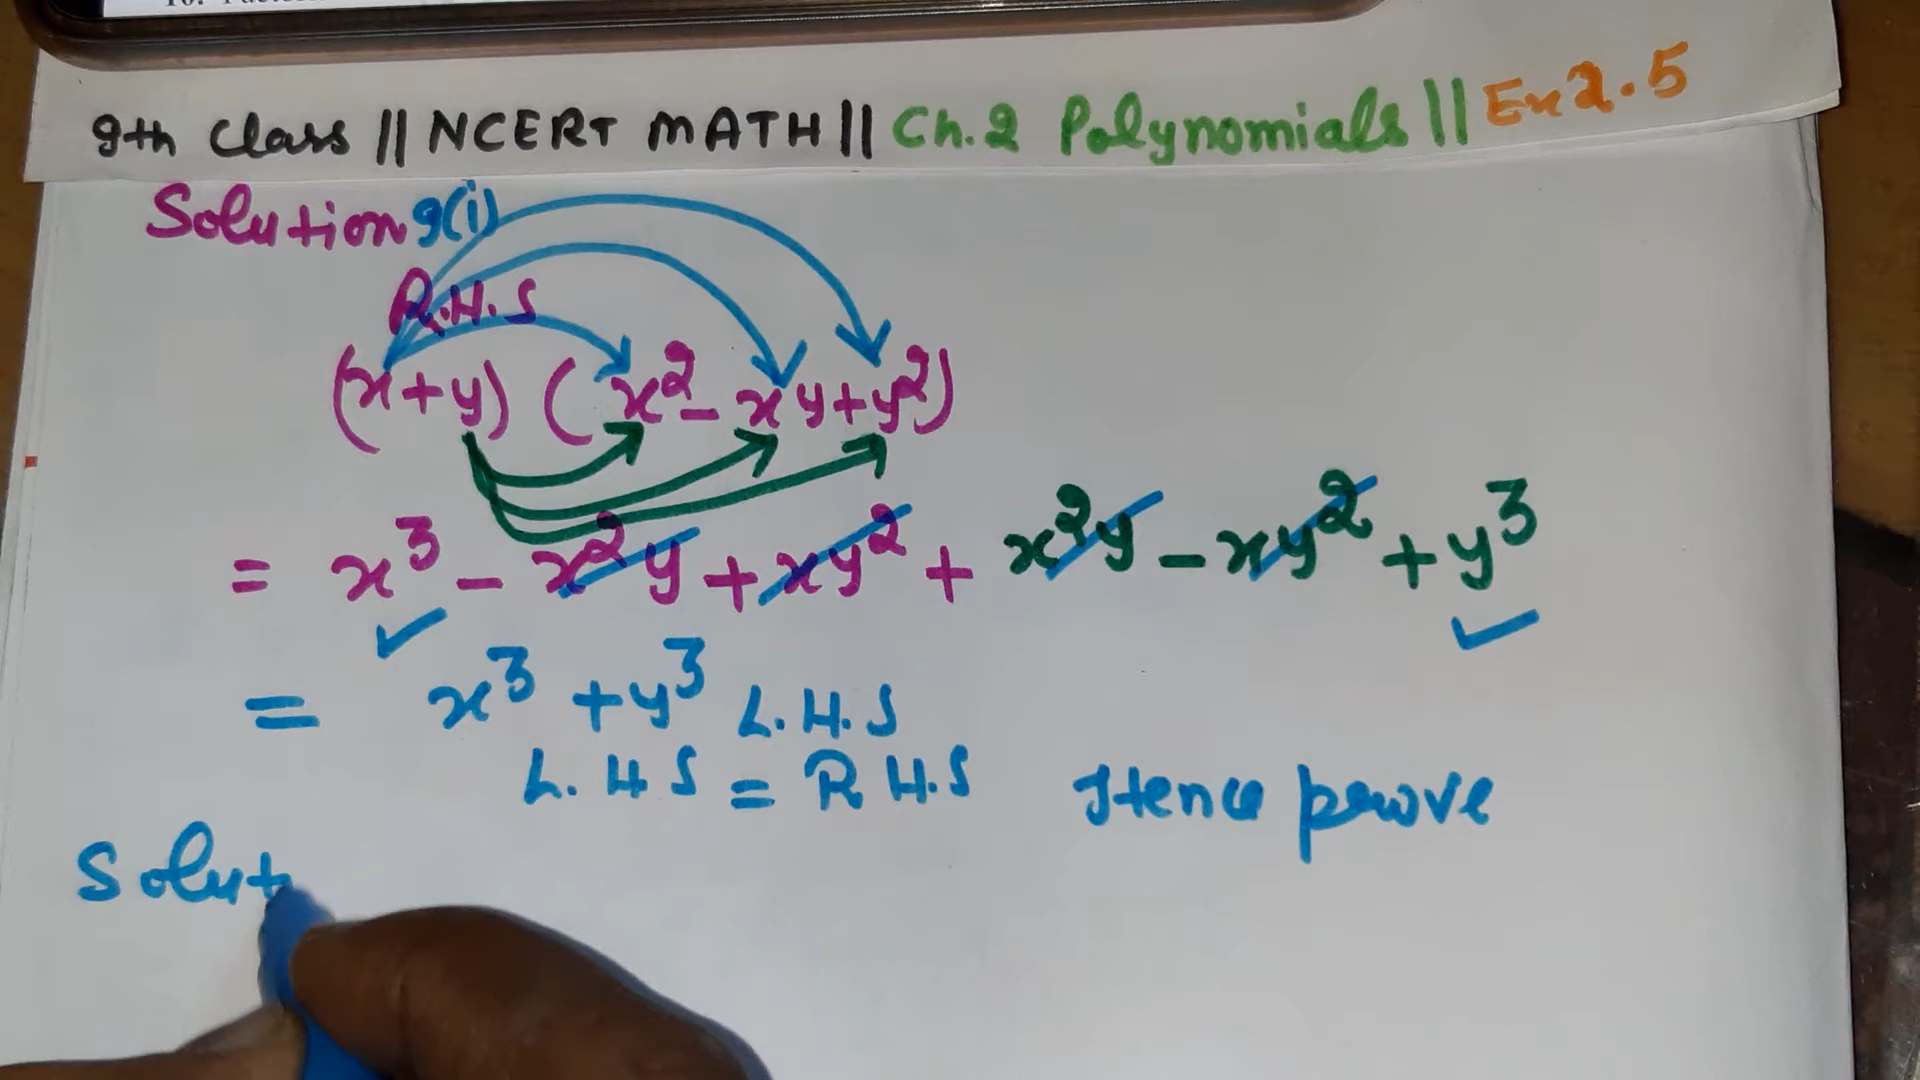 9th Class || NCERT MATH || Ch.2 Polynomials || Ex 2.5
Solution 9(i)
R.H.S
(x+y) (x²- xy+y²)
= x³ - x²y + xy² + x²y - xy² + y³
= x³ + y³ L.H.S
L.H.S = R.H.S Hence prove
Solut